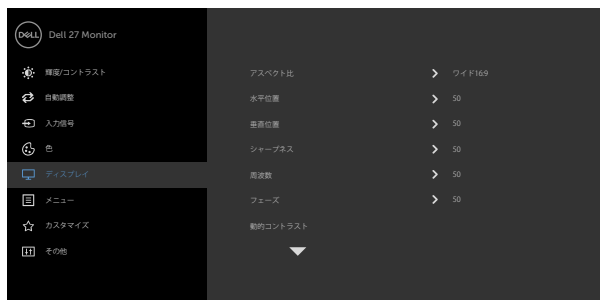 DELL Dell 27 Monitor
輝度/コントラスト
自動調整
入力信号
色
ディスプレイ
メニュー
カスタマイズ
その他
アスペクト比 ワイド16:9
水平位置 50
垂直位置 50
シャープネス 50
周波数 50
フェーズ 50
動的コントラスト